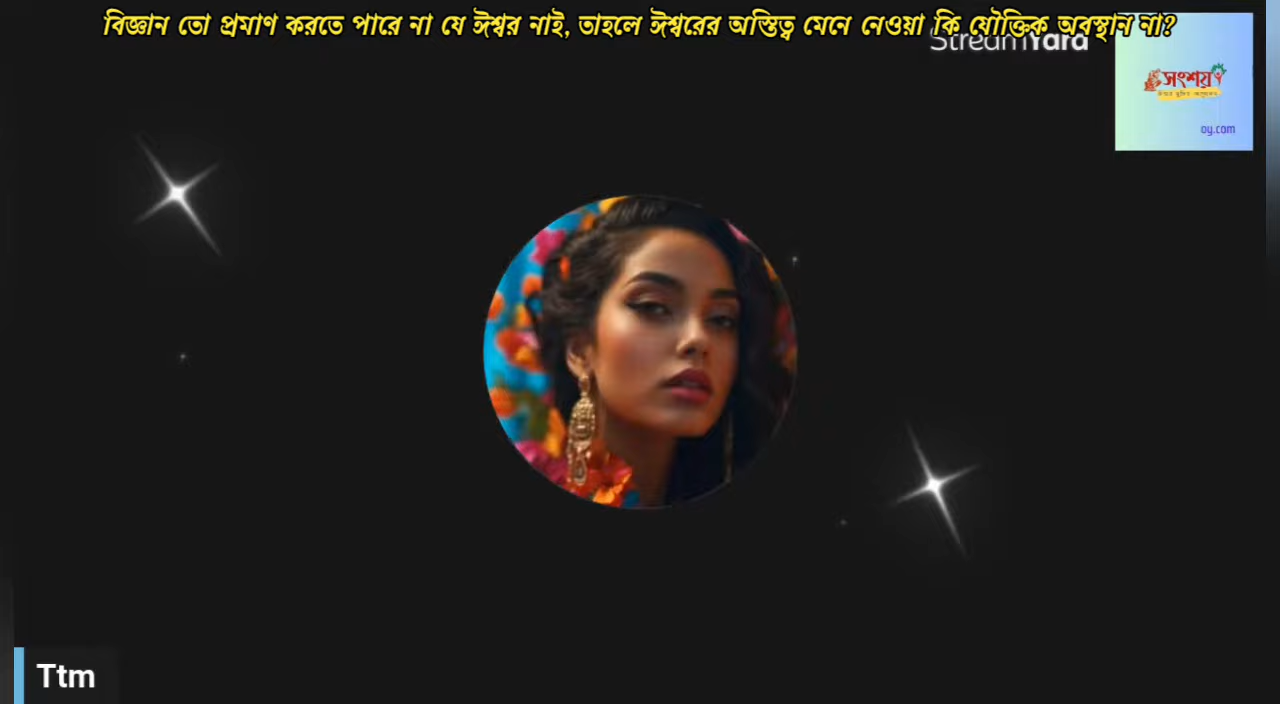 বিজ্ঞান তো প্রমাণ করতে পারে না যে ঈশ্বর নাই, তাহলে ঈশ্বরের অস্তিত্ব মেনে নেওয়া কি যৌক্তিক অবস্থান না?
StreamYard
সংশয়
oy.com
Ttm